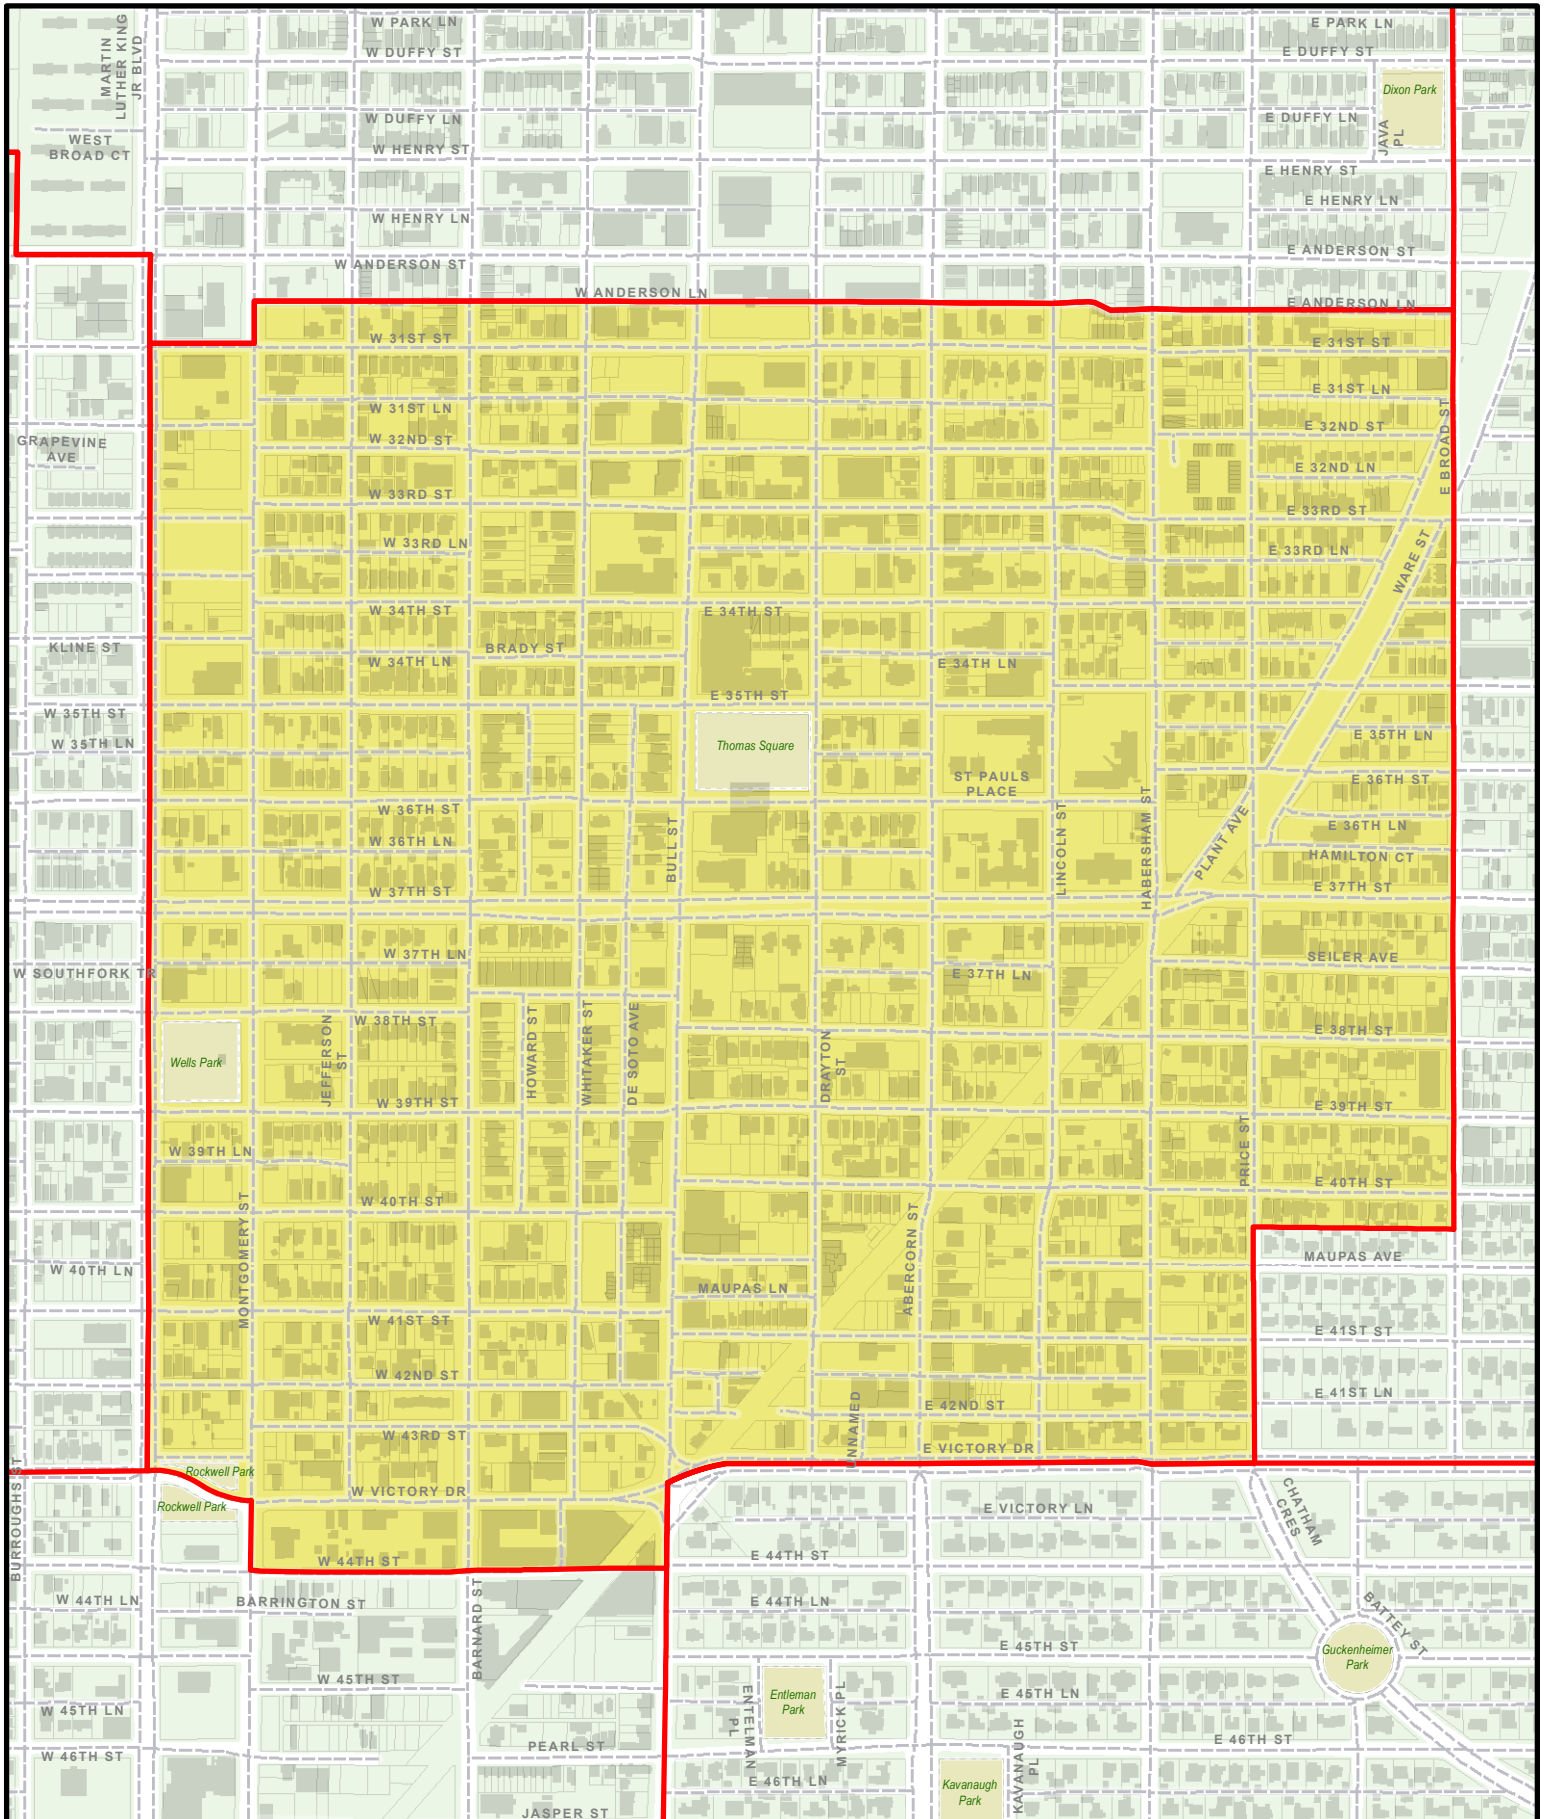 W PARK LN
E PARK LN
W DUFFY ST
E DUFFY ST
MARTIN
LUTHER KING
JR BLVD
Dixon Park
W DUFFY LN
E DUFFY LN
JAVA
PL
WEST
BROAD CT
W HENRY ST
E HENRY ST
W HENRY LN
E HENRY LN
E ANDERSON ST
W ANDERSON ST
W ANDERSON LN
E ANDERSON LN
W 31ST ST
E 31ST ST
E 31ST LN
W 31ST LN
E 32ND ST
W 32ND ST
GRAPEVINE
AVE
E BROAD ST
E 32ND LN
W 33RD ST
E 33RD ST
W 33RD LN
E 33RD LN
WARE ST
W 34TH ST
E 34TH ST
KLINE ST
BRADY ST
W 34TH LN
E 34TH LN
E 35TH ST
W 35TH ST
W 35TH LN
Thomas Square
E 35TH LN
ST PAULS
PLACE
E 36TH ST
W 36TH ST
E 36TH LN
W 36TH LN
BULL ST
LINCOLN ST
HABERSHAM ST
PLANT AVE
HAMILTON CT
W 37TH ST
E 37TH ST
W 37TH LN
SEILER AVE
W SOUTHFORK TR
E 37TH LN
W 38TH ST
E 38TH ST
Wells Park
JEFFERSON
ST
HOWARD ST
WHITAKER ST
DE SOTO AVE
DRAYTON
ST
W 39TH ST
E 39TH ST
W 39TH LN
PRICE ST
E 40TH ST
W 40TH ST
MONTGOMERY ST
ABERCORN ST
MAUPAS AVE
W 40TH LN
MAUPAS LN
W 41ST ST
E 41ST ST
W 42ND ST
E 41ST LN
E 42ND ST
UNNAMED
W 43RD ST
E VICTORY DR
Rockwell Park
W VICTORY DR
Rockwell Park
BURROUGHS ST
E VICTORY LN
CHATHAM
CRES
W 44TH ST
E 44TH ST
W 44TH LN
BARRINGTON ST
E 44TH LN
BARNARD ST
BATTEY ST
E 45TH ST
Guckenheimer
Park
W 45TH ST
Entleman
Park
E 45TH LN
W 45TH LN
ENTELMAN
PL
MYRICK PL
KAVANAUGH
PL
E 46TH ST
PEARL ST
W 46TH ST
E 46TH LN
Kavanaugh
Park
JASPER ST